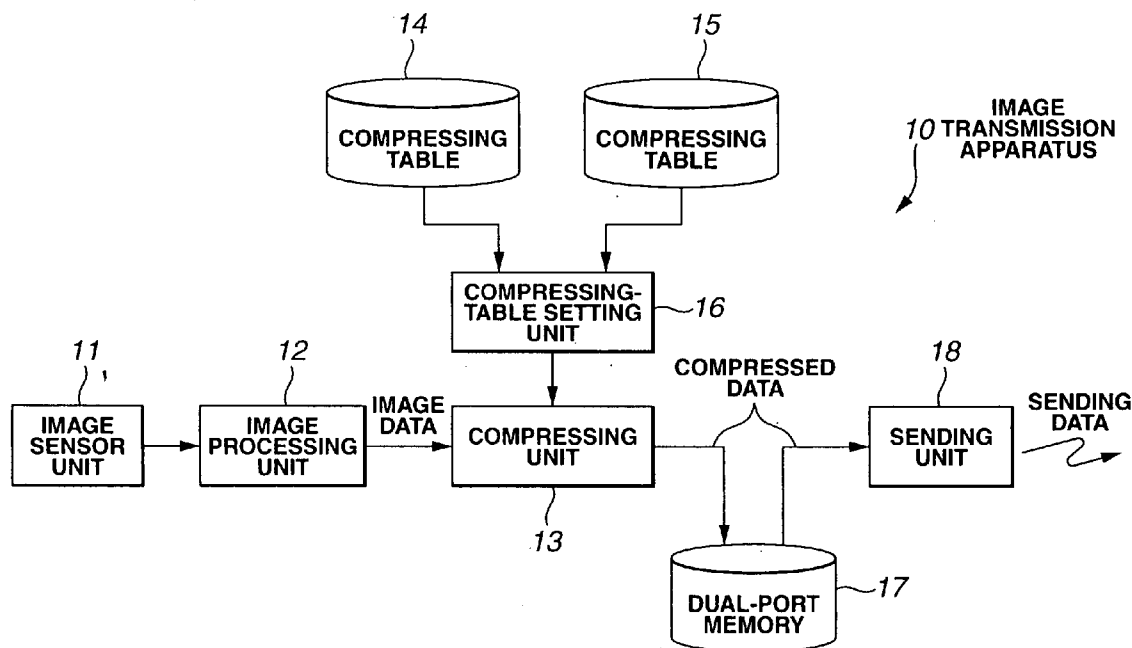 14
15
COMPRESSING
TABLE
COMPRESSING
TABLE
10
IMAGE
TRANSMISSION
APPARATUS
COMPRESSING-
TABLE SETTING
UNIT
16
11
12
IMAGE
SENSOR
UNIT
IMAGE
PROCESSING
UNIT
IMAGE
DATA
COMPRESSING
UNIT
13
COMPRESSED
DATA
18
SENDING
UNIT
SENDING
DATA
DUAL-PORT
MEMORY
17